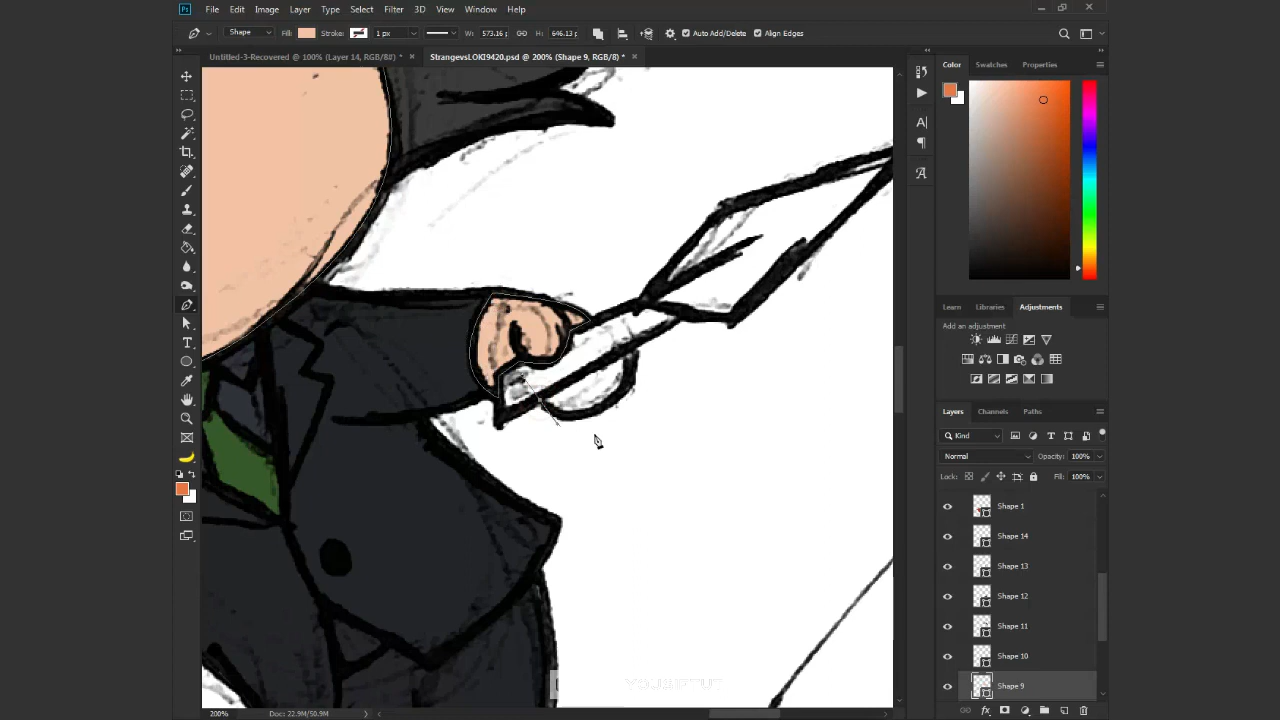 Ps File Edit Image Layer Type Select Filter 3D View Window Help
Shape Fill: Stroke: 1 px W: 573.16 p H: 646.13 p Auto Add/Delete Align Edges
Untitled-3-Recovered @ 100% (Layer 14, RGB/8#) * × StrangevsLOKI9420.psd @ 200% (Shape 9, RGB/8) * ×
Color Swatches Properties
Learn Libraries Adjustments
Add an adjustment
Layers Channels Paths
Kind
Normal Opacity: 100%
Lock: Fill: 100%
Shape 1
Shape 14
Shape 13
Shape 12
Shape 11
Shape 10
Shape 9
fx
200% Doc: 22.9M/50.9M